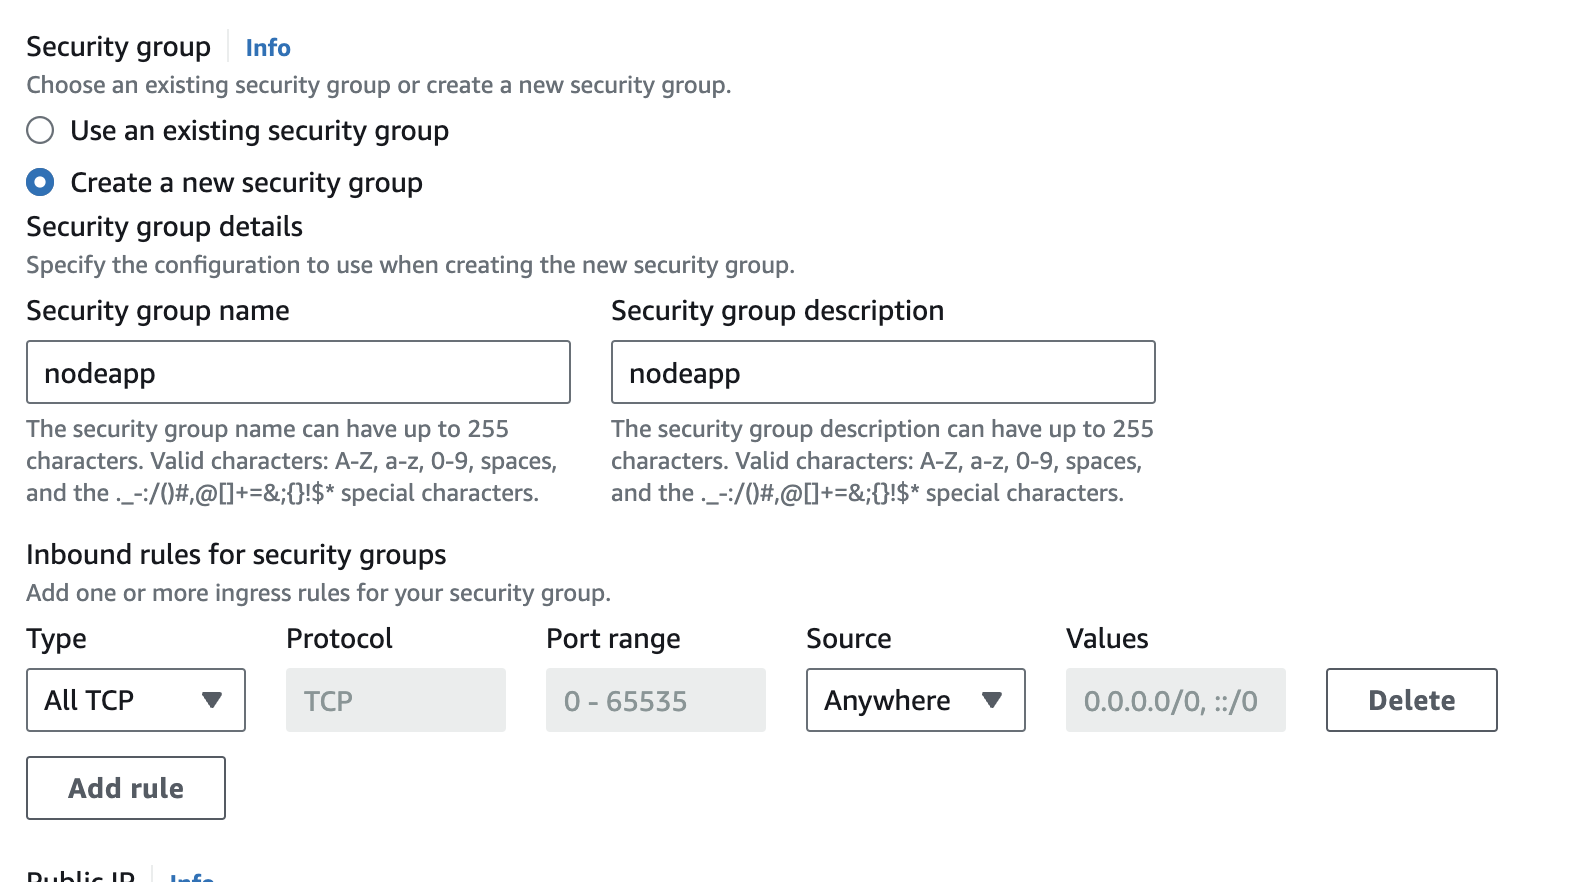 Security group Info
Choose an existing security group or create a new security group.
Use an existing security group
Create a new security group
Security group details
Specify the configuration to use when creating the new security group.
Security group name
nodeapp
The security group name can have up to 255
characters. Valid characters: A-Z, a-z, 0-9, spaces,
and the ._-:/()#,@[]+=&;{}!$* special characters.
Security group description
nodeapp
The security group description can have up to 255
characters. Valid characters: A-Z, a-z, 0-9, spaces,
and the ._-:/()#,@[]+=&;{}!$* special characters.
Inbound rules for security groups
Add one or more ingress rules for your security group.
Type Protocol Port range Source Values
All TCP TCP 0 - 65535 Anywhere 0.0.0.0/0, ::/0 Delete
Add rule
Public IP Info